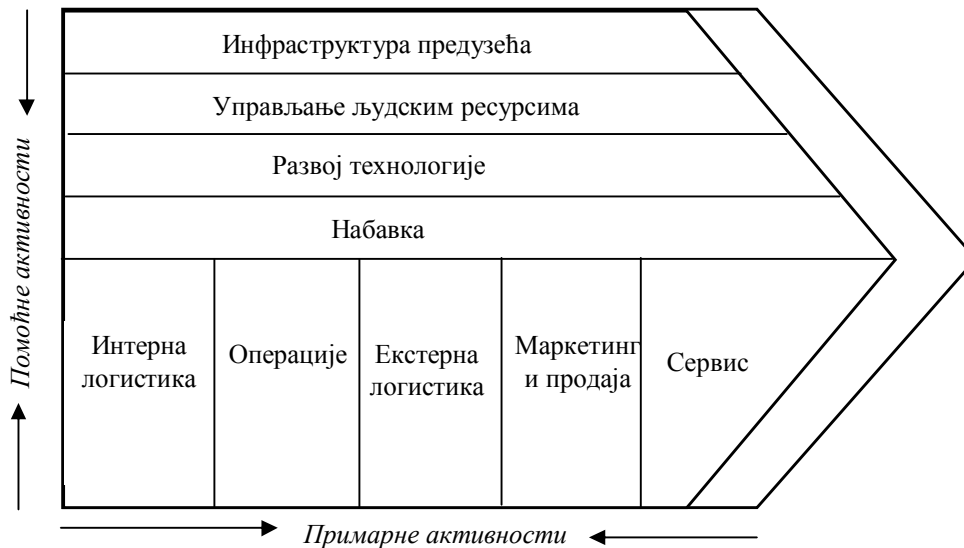 Инфраструктура предузећа
Управљање људским ресурсима
Развој технологије
Набавка
Помоћне активности
Интерна
логистика
Операције
Екстерна
логистика
Маркетинг
и продаја
Сервис
Примарне активности